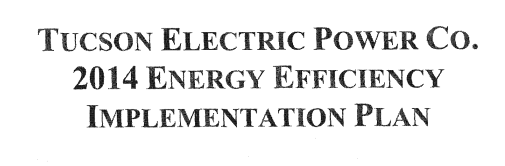 TUCSON ELECTRIC POWER CO.
2014 ENERGY EFFICIENCY
IMPLEMENTATION PLAN